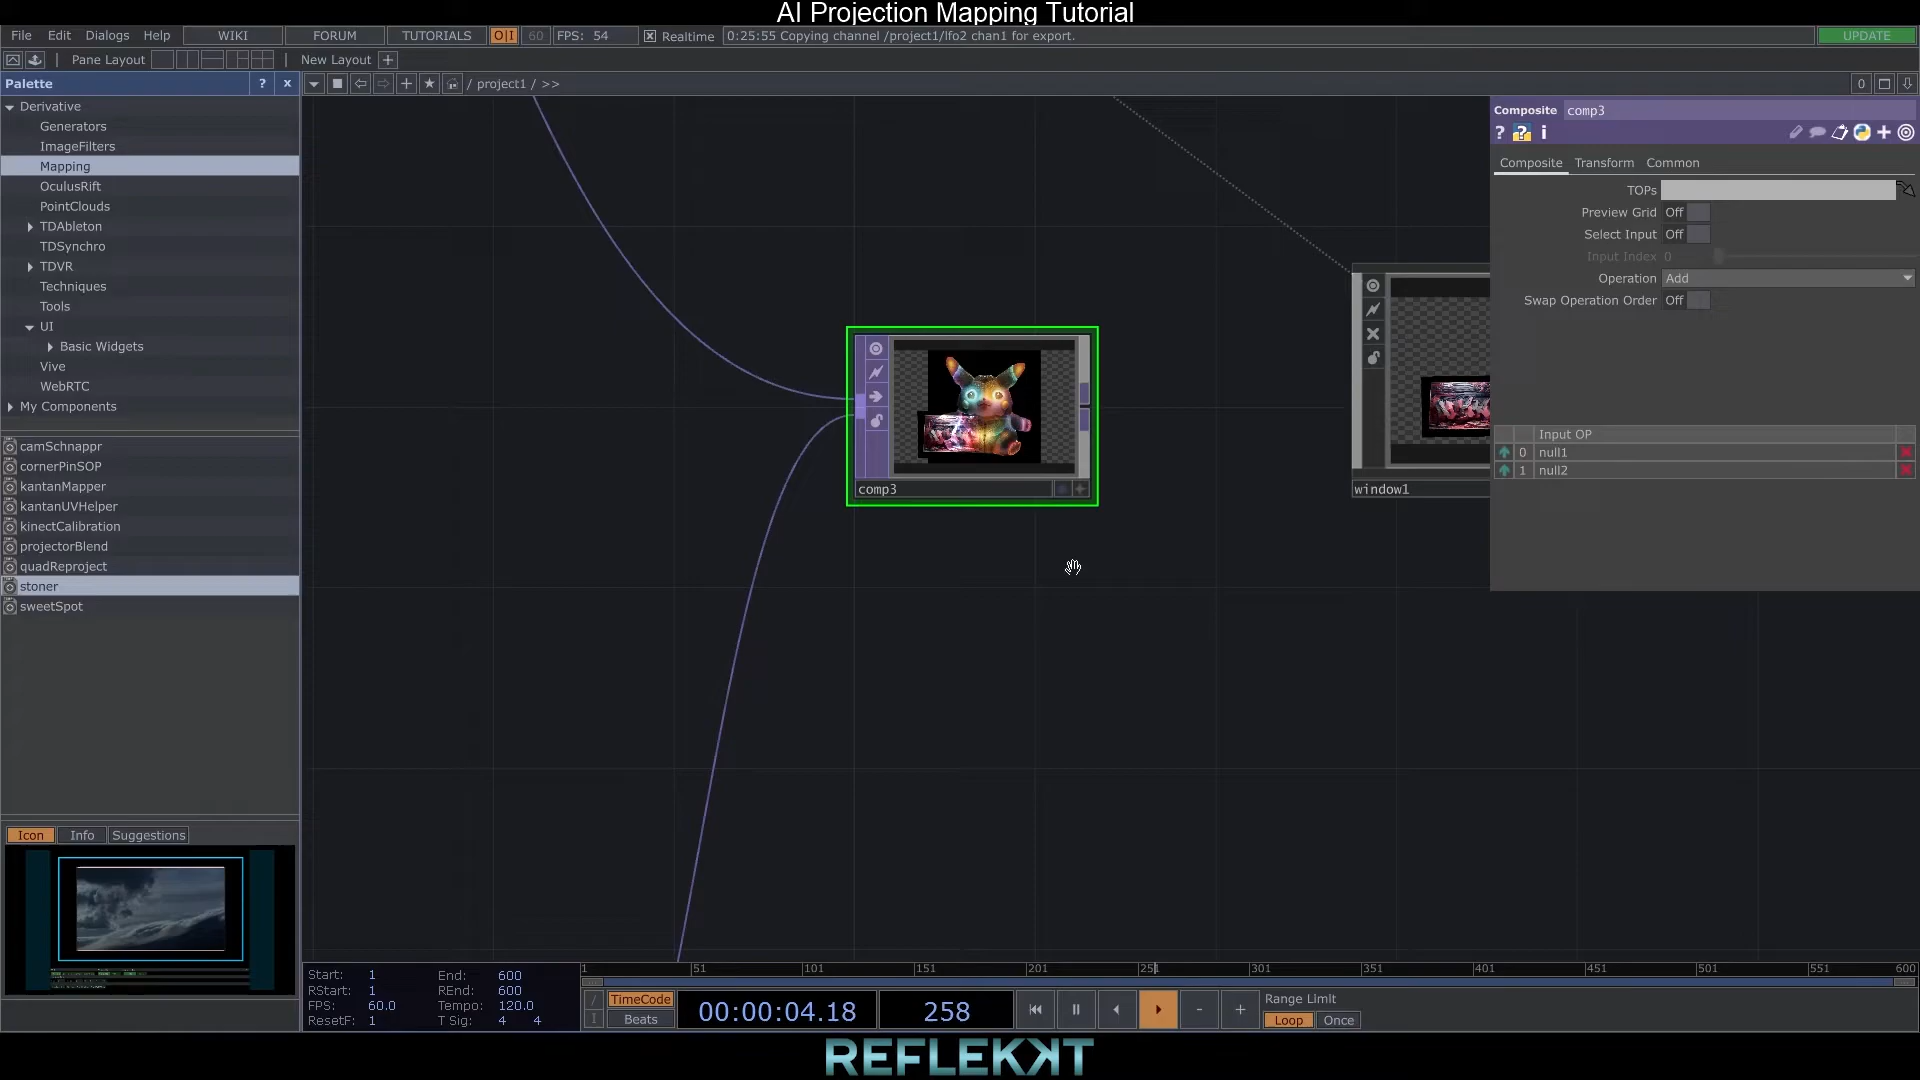 AI Projection Mapping Tutorial
File Edit Dialogs Help WIKI FORUM TUTORIALS O|I 60 FPS: 54 Realtime 0:25:55 Copying channel /project1/lfo2 chan1 for export. UPDATE
Pane Layout New Layout +
Palette ? x / project1 / >> 0
Derivative
Generators
ImageFilters
Mapping
OculusRift
PointClouds
TDAbleton
TDSynchro
TDVR
Techniques
Tools
UI
Basic Widgets
Vive
WebRTC
My Components
camSchnappr
cornerPinSOP
kantanMapper
kantanUVHelper
kinectCalibration
projectorBlend
quadReproject
stoner
sweetSpot
Icon Info Suggestions
comp3
window1
Composite comp3
? ? i
Composite Transform Common
TOPs
Preview Grid Off
Select Input Off
Input Index 0
Operation Add
Swap Operation Order Off
Input OP
0 null1
1 null2
Start: 1 End: 600
RStart: 1 REnd: 600
FPS: 60.0 Tempo: 120.0
ResetF: 1 T Sig: 4 4
1 51 101 151 201 251 301 351 401 451 501 551 600
TimeCode
Beats
00:00:04.18 258 - +
Range Limit
Loop Once
REFLEKKT